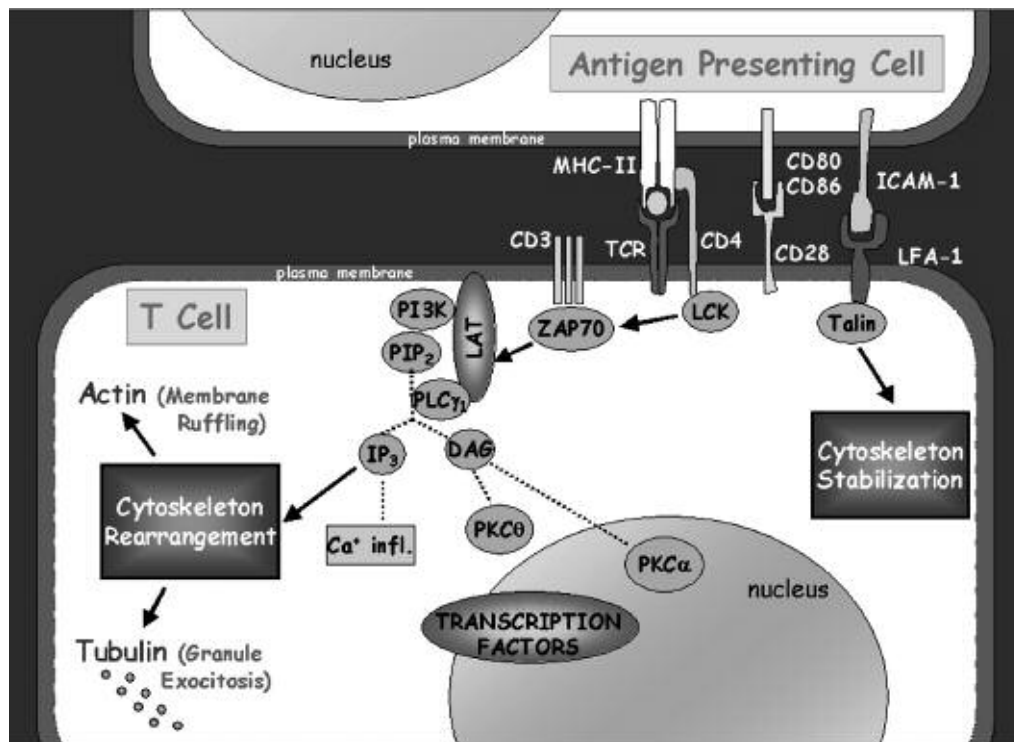 nucleus
Antigen Presenting Cell
plasma membrane
MHC-II
CD80
CD86
ICAM-1
CD3
TCR
CD4
CD28
LFA-1
plasma membrane
T Cell
PI3K
LAT
ZAP70
LCK
Talin
PIP₂
Actin (Membrane
Ruffling)
PLCγ₁
IP₃
DAG
Cytoskeleton
Stabilization
Cytoskeleton
Rearrangement
Ca⁺ infl.
PKCθ
PKCα
nucleus
TRANSCRIPTION
FACTORS
Tubulin (Granule
Exocitosis)